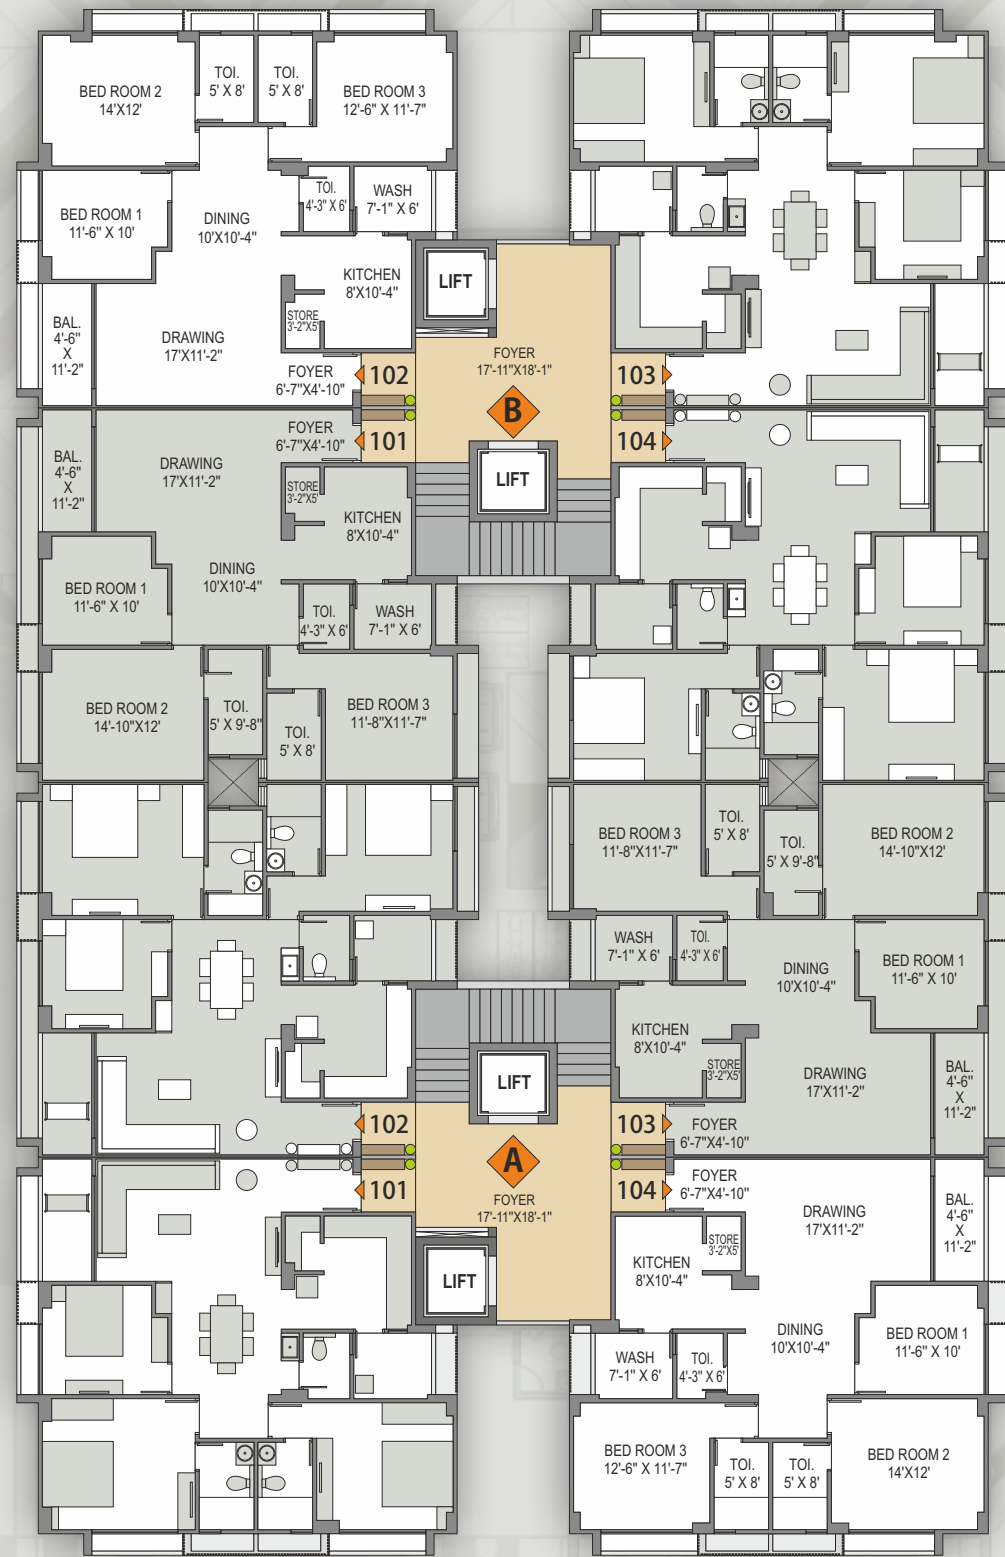 BED ROOM 2
14'X12'
TOI.
5' X 8'
TOI.
5' X 8'
BED ROOM 3
12'-6" X 11'-7"
BED ROOM 1
11'-6" X 10'
DINING
10'X10'-4"
TOI.
4'-3" X 6'
WASH
7'-1" X 6'
KITCHEN
8'X10'-4"
STORE
3'-2"X5'
BAL.
4'-6"
X
11'-2"
DRAWING
17'X11'-2"
FOYER
6'-7"X4'-10"
102
LIFT
FOYER
17'-11"X18'-1"
103
B
101
104
LIFT
FOYER
6'-7"X4'-10"
DRAWING
17'X11'-2"
BAL.
4'-6"
X
11'-2"
STORE
3'-2"X5'
KITCHEN
8'X10'-4"
BED ROOM 1
11'-6" X 10'
DINING
10'X10'-4"
TOI.
4'-3" X 6'
WASH
7'-1" X 6'
BED ROOM 2
14'-10"X12'
TOI.
5' X 9'-8"
TOI.
5' X 8'
BED ROOM 3
11'-8"X11'-7"
BED ROOM 3
11'-8"X11'-7"
TOI.
5' X 8'
TOI.
5' X 9'-8"
BED ROOM 2
14'-10"X12'
WASH
7'-1" X 6'
TOI.
4'-3" X 6'
DINING
10'X10'-4"
BED ROOM 1
11'-6" X 10'
KITCHEN
8'X10'-4"
STORE
3'-2"X5'
DRAWING
17'X11'-2"
BAL.
4'-6"
X
11'-2"
LIFT
102
103
FOYER
6'-7"X4'-10"
A
101
FOYER
17'-11"X18'-1"
104
FOYER
6'-7"X4'-10"
LIFT
DRAWING
17'X11'-2"
BAL.
4'-6"
X
11'-2"
STORE
3'-2"X5'
KITCHEN
8'X10'-4"
DINING
10'X10'-4"
BED ROOM 1
11'-6" X 10'
WASH
7'-1" X 6'
TOI.
4'-3" X 6'
BED ROOM 3
12'-6" X 11'-7"
TOI.
5' X 8'
TOI.
5' X 8'
BED ROOM 2
14'X12'